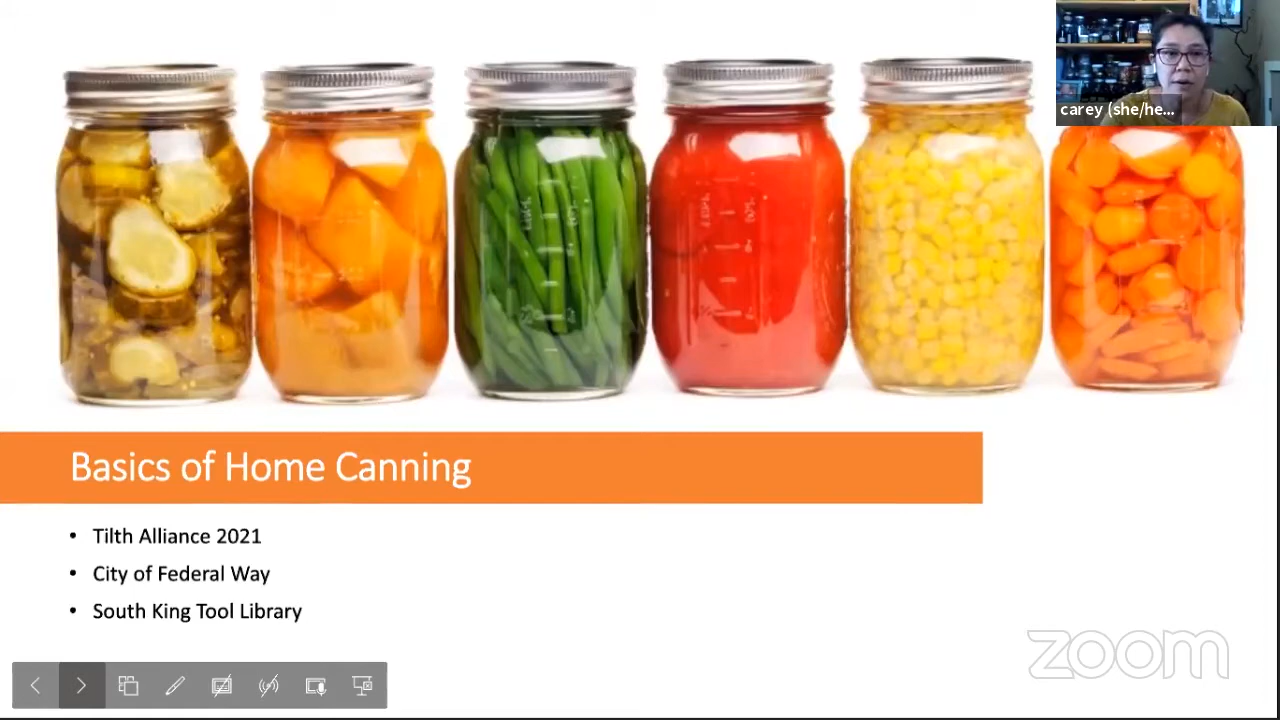 carey (she/he...
Basics of Home Canning
• Tilth Alliance 2021
• City of Federal Way
• South King Tool Library
zoom